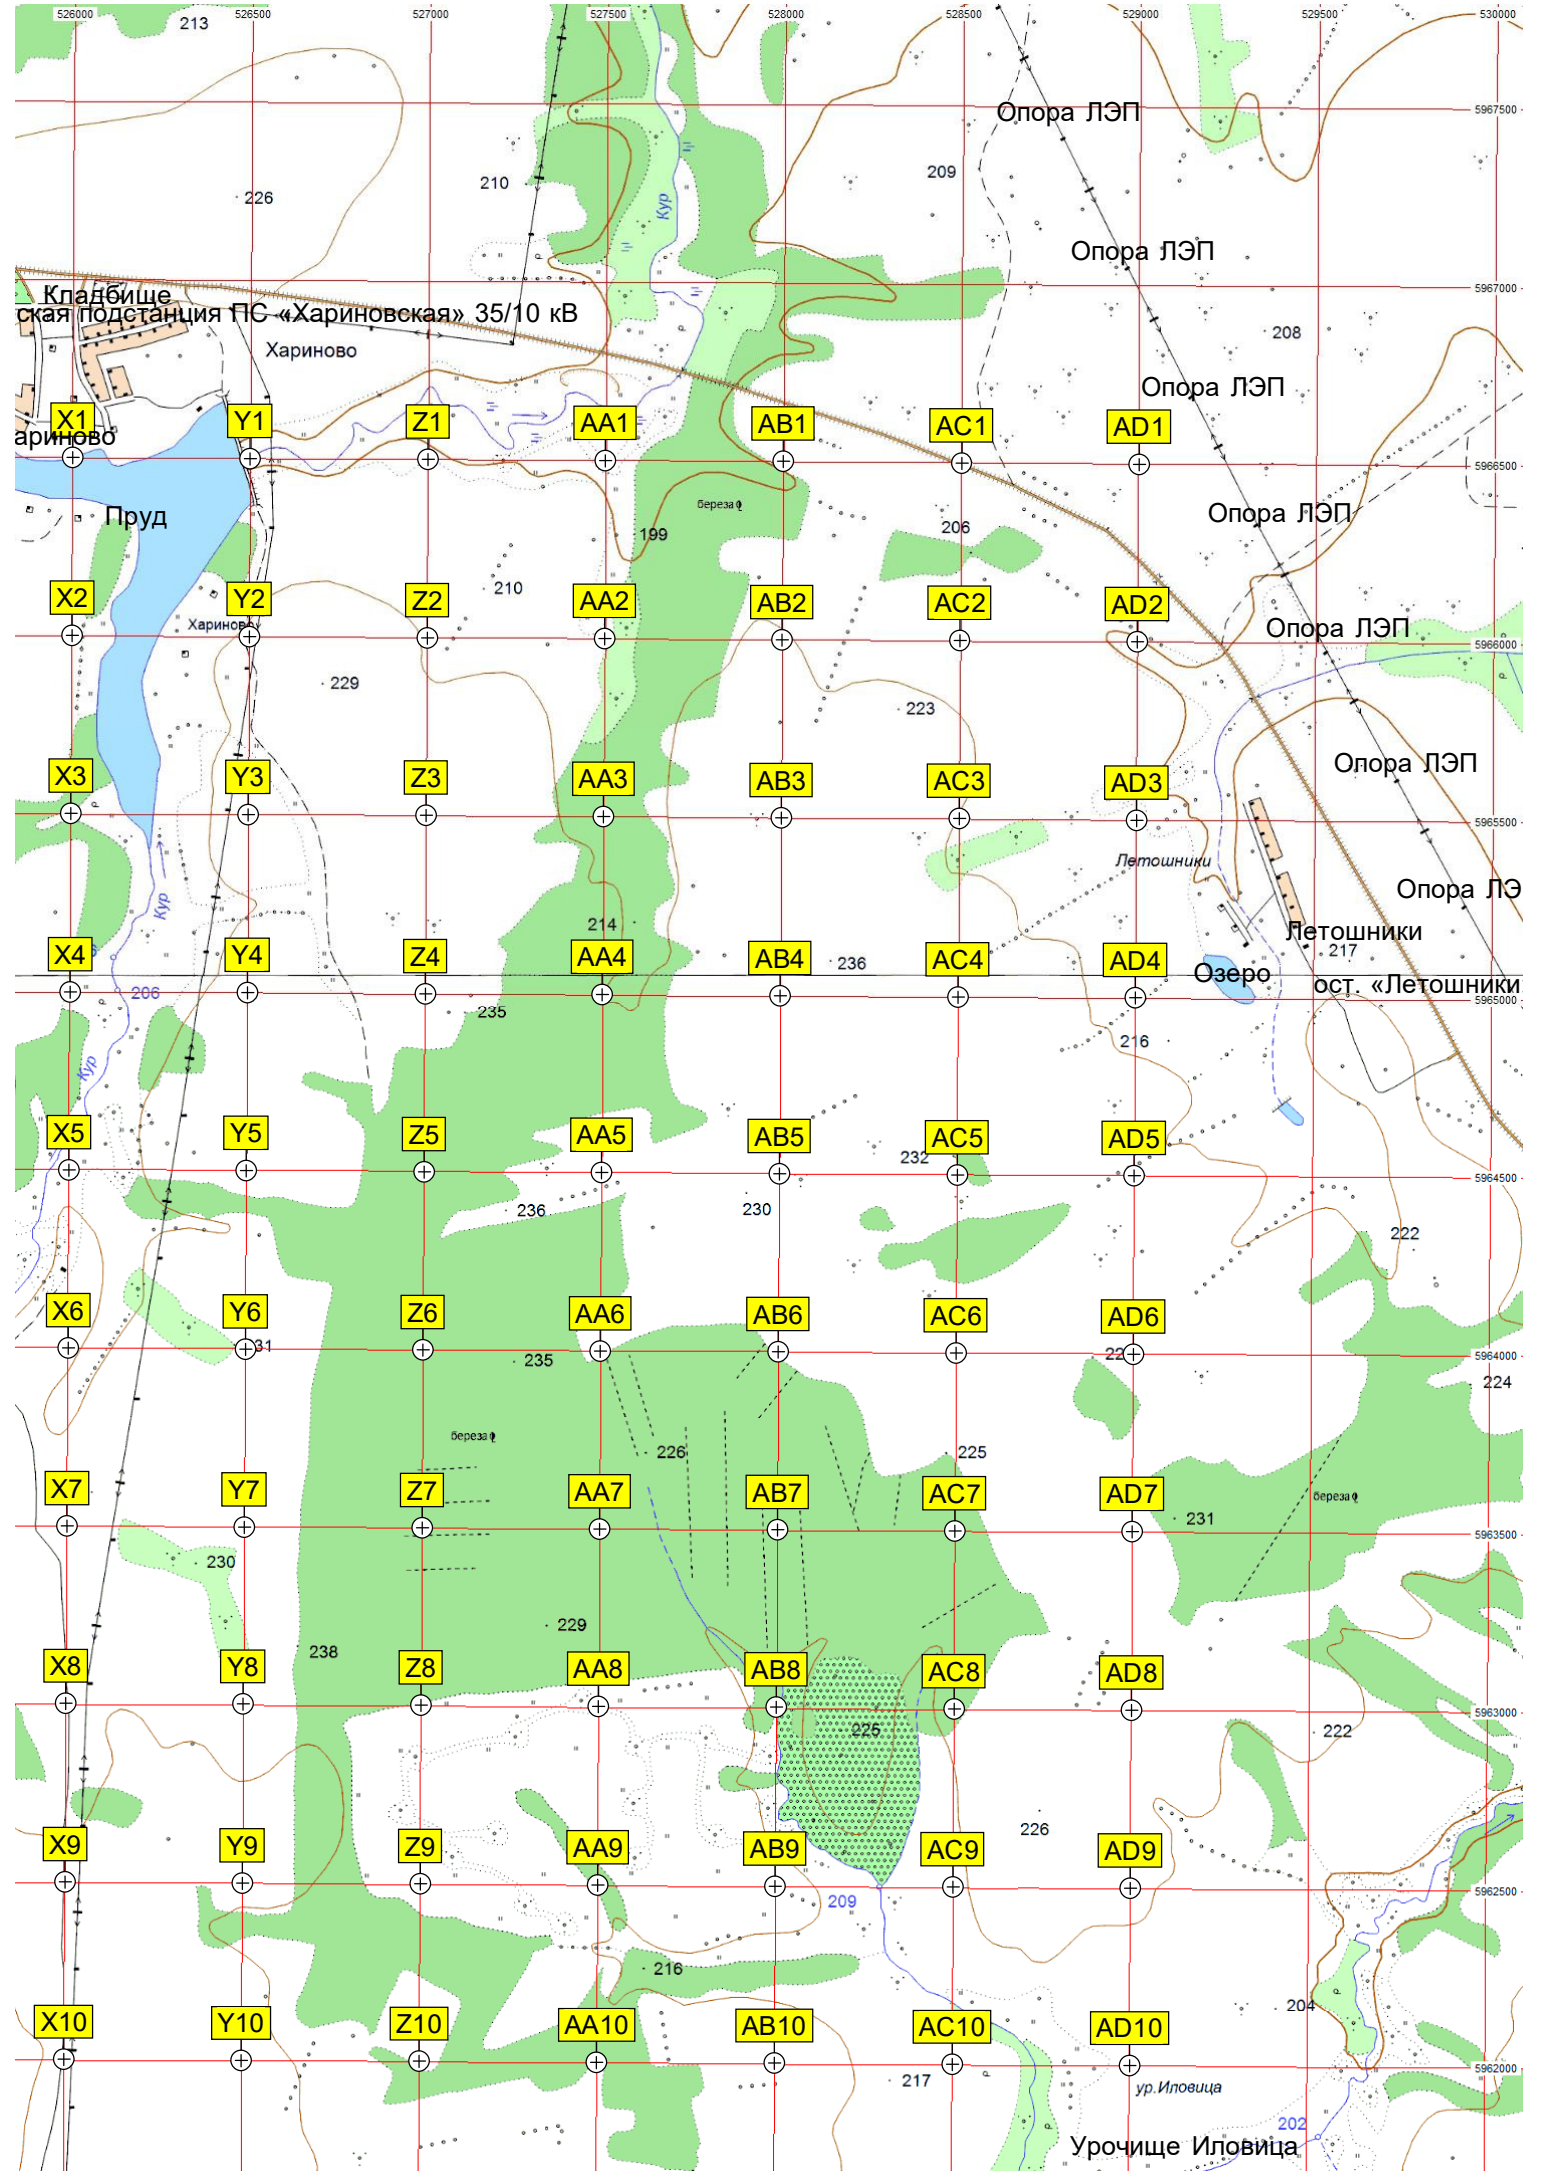 526000 526500 527000 527500 528000 528500 529000 529500 530000
213
Опора ЛЭП
5967500
209
210
226
Кур
Опора ЛЭП
5967000
Кладбище
ская подстанция ПС «Хариновская» 35/10 кВ
208
Хариново
Опора ЛЭП
X1 Y1 Z1 AA1 AB1 AC1 AD1
ариново
5966500
береза
Пруд
Опора ЛЭП
199
206
210
X2 Y2 Z2 AA2 AB2 AC2 AD2
Хариново
Опора ЛЭП
5966000
229
223
Опора ЛЭП
X3 Y3 Z3 AA3 AB3 AC3 AD3
5965500
Летошники
Опора ЛЭ
Кур
214
Летошники
217
X4 Y4 Z4 AA4 AB4 AC4 AD4
236
Озеро
ост. «Летошники
206
5965000
235
216
Кур
X5 Y5 Z5 AA5 AB5 AC5 AD5
232
5964500
236
230
222
X6 Y6 Z6 AA6 AB6 AC6 AD6
31
235
22
5964000
224
береза
226
225
X7 Y7 Z7 AA7 AB7 AC7 AD7
береза
231
5963500
230
229
238
X8 Y8 Z8 AA8 AB8 AC8 AD8
5963000
225
222
226
X9 Y9 Z9 AA9 AB9 AC9 AD9
5962500
209
216
204
X10 Y10 Z10 AA10 AB10 AC10 AD10
5962000
217
ур.Иловица
202
Урочище Иловица